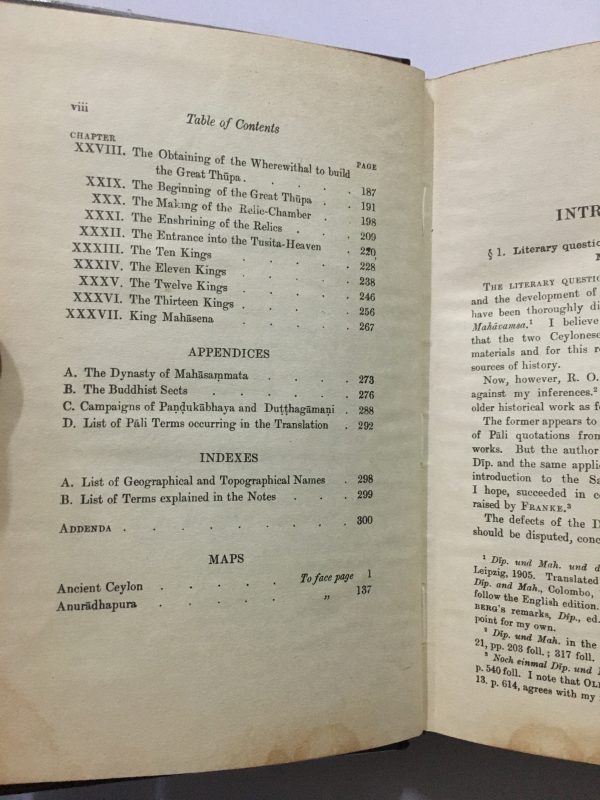 viii
Table of Contents
CHAPTER PAGE
XXVIII. The Obtaining of the Wherewithal to build
the Great Thūpa . . . . . 187
XXIX. The Beginning of the Great Thūpa . . 191
XXX. The Making of the Relic-Chamber . . 198
XXXI. The Enshrining of the Relics . . . 209
XXXII. The Entrance into the Tusita-Heaven . 220
XXXIII. The Ten Kings . . . . . 228
XXXIV. The Eleven Kings . . . . 238
XXXV. The Twelve Kings . . . . 246
XXXVI. The Thirteen Kings . . . . 256
XXXVII. King Mahāsena . . . . 267
APPENDICES
A. The Dynasty of Mahāsammata . . . . 273
B. The Buddhist Sects . . . . . 276
C. Campaigns of Paṇḍukābhaya and Duṭṭhagāmaṇi . 288
D. List of Pāli Terms occurring in the Translation . 292
INDEXES
A. List of Geographical and Topographical Names . 298
B. List of Terms explained in the Notes . . . 299
ADDENDA . . . . . . . . 300
MAPS
Ancient Ceylon . . . . . To face page 1
Anurādhapura . . . . . „ 137
INTR
§ 1. Literary questio
THE LITERARY QUESTIO
and the development of
have been thoroughly di
Mahāvaṃsa.¹ I believe
that the two Ceylonese
materials and for this re
sources of history.
Now, however, R. O.
against my inferences.²
older historical work as fo
The former appears to
of Pāli quotations from
works. But the author
Dīp. and the same applic
introduction to the Sa
I hope, succeeded in co
raised by FRANKE.³
The defects of the D
should be disputed, conc
¹ Dīp. und Mah. und d
Leipzig, 1905. Translated
Dīp. and Mah., Colombo,
follow the English edition.
BERG'S remarks, Dīp., ed.
point for my own.
² Dīp. und Mah. in the
21, pp. 203 foll.; 317 foll.
³ Noch einmal Dīp. und M
p. 540 foll. I note that OLD
13. p. 614, agrees with my